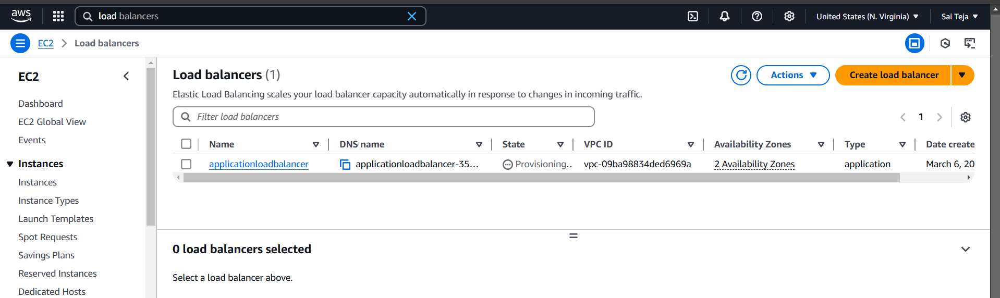 aws
load balancers
United States (N. Virginia)
Sai Teja
EC2
Load balancers
EC2
Dashboard
EC2 Global View
Events
Instances
Instances
Instance Types
Launch Templates
Spot Requests
Savings Plans
Reserved Instances
Dedicated Hosts
Load balancers (1)
Actions
Create load balancer
Elastic Load Balancing scales your load balancer capacity automatically in response to changes in incoming traffic.
Filter load balancers
1
Name DNS name State VPC ID Availability Zones Type Date create
applicationloadbalancer applicationloadbalancer-35... Provisioning.. vpc-09ba98834ded6969a 2 Availability Zones application March 6, 20
0 load balancers selected
Select a load balancer above.